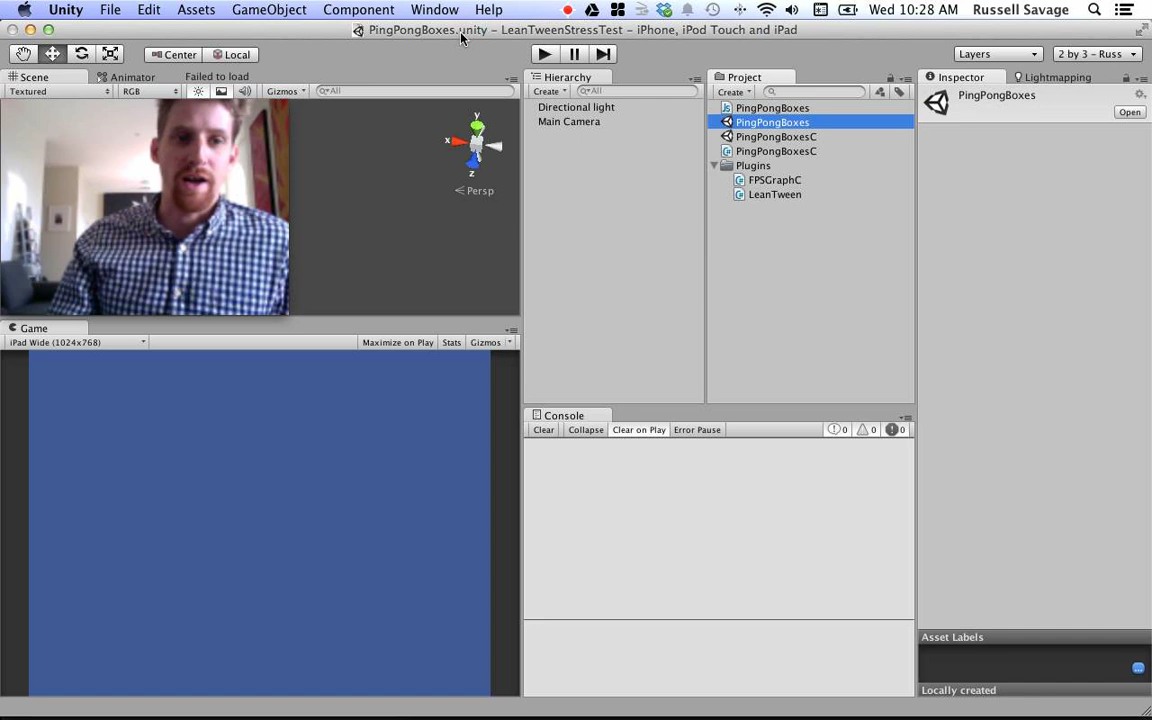 Unity File Edit Assets GameObject Component Window Help Wed 10:28 AM Russell Savage
PingPongBoxes.unity – LeanTweenStressTest – iPhone, iPod Touch and iPad
Center Local Layers 2 by 3 – Russ
Scene Animator Failed to load
Textured RGB Gizmos All
y
x
z
Persp
Game
iPad Wide (1024x768) Maximize on Play Stats Gizmos
Hierarchy
Create All
Directional light
Main Camera
Project
Create
PingPongBoxes
PingPongBoxes
PingPongBoxesC
PingPongBoxesC
Plugins
FPSGraphC
LeanTween
Console
Clear Collapse Clear on Play Error Pause 0 0 0
Inspector Lightmapping
PingPongBoxes
Open
Asset Labels
Locally created